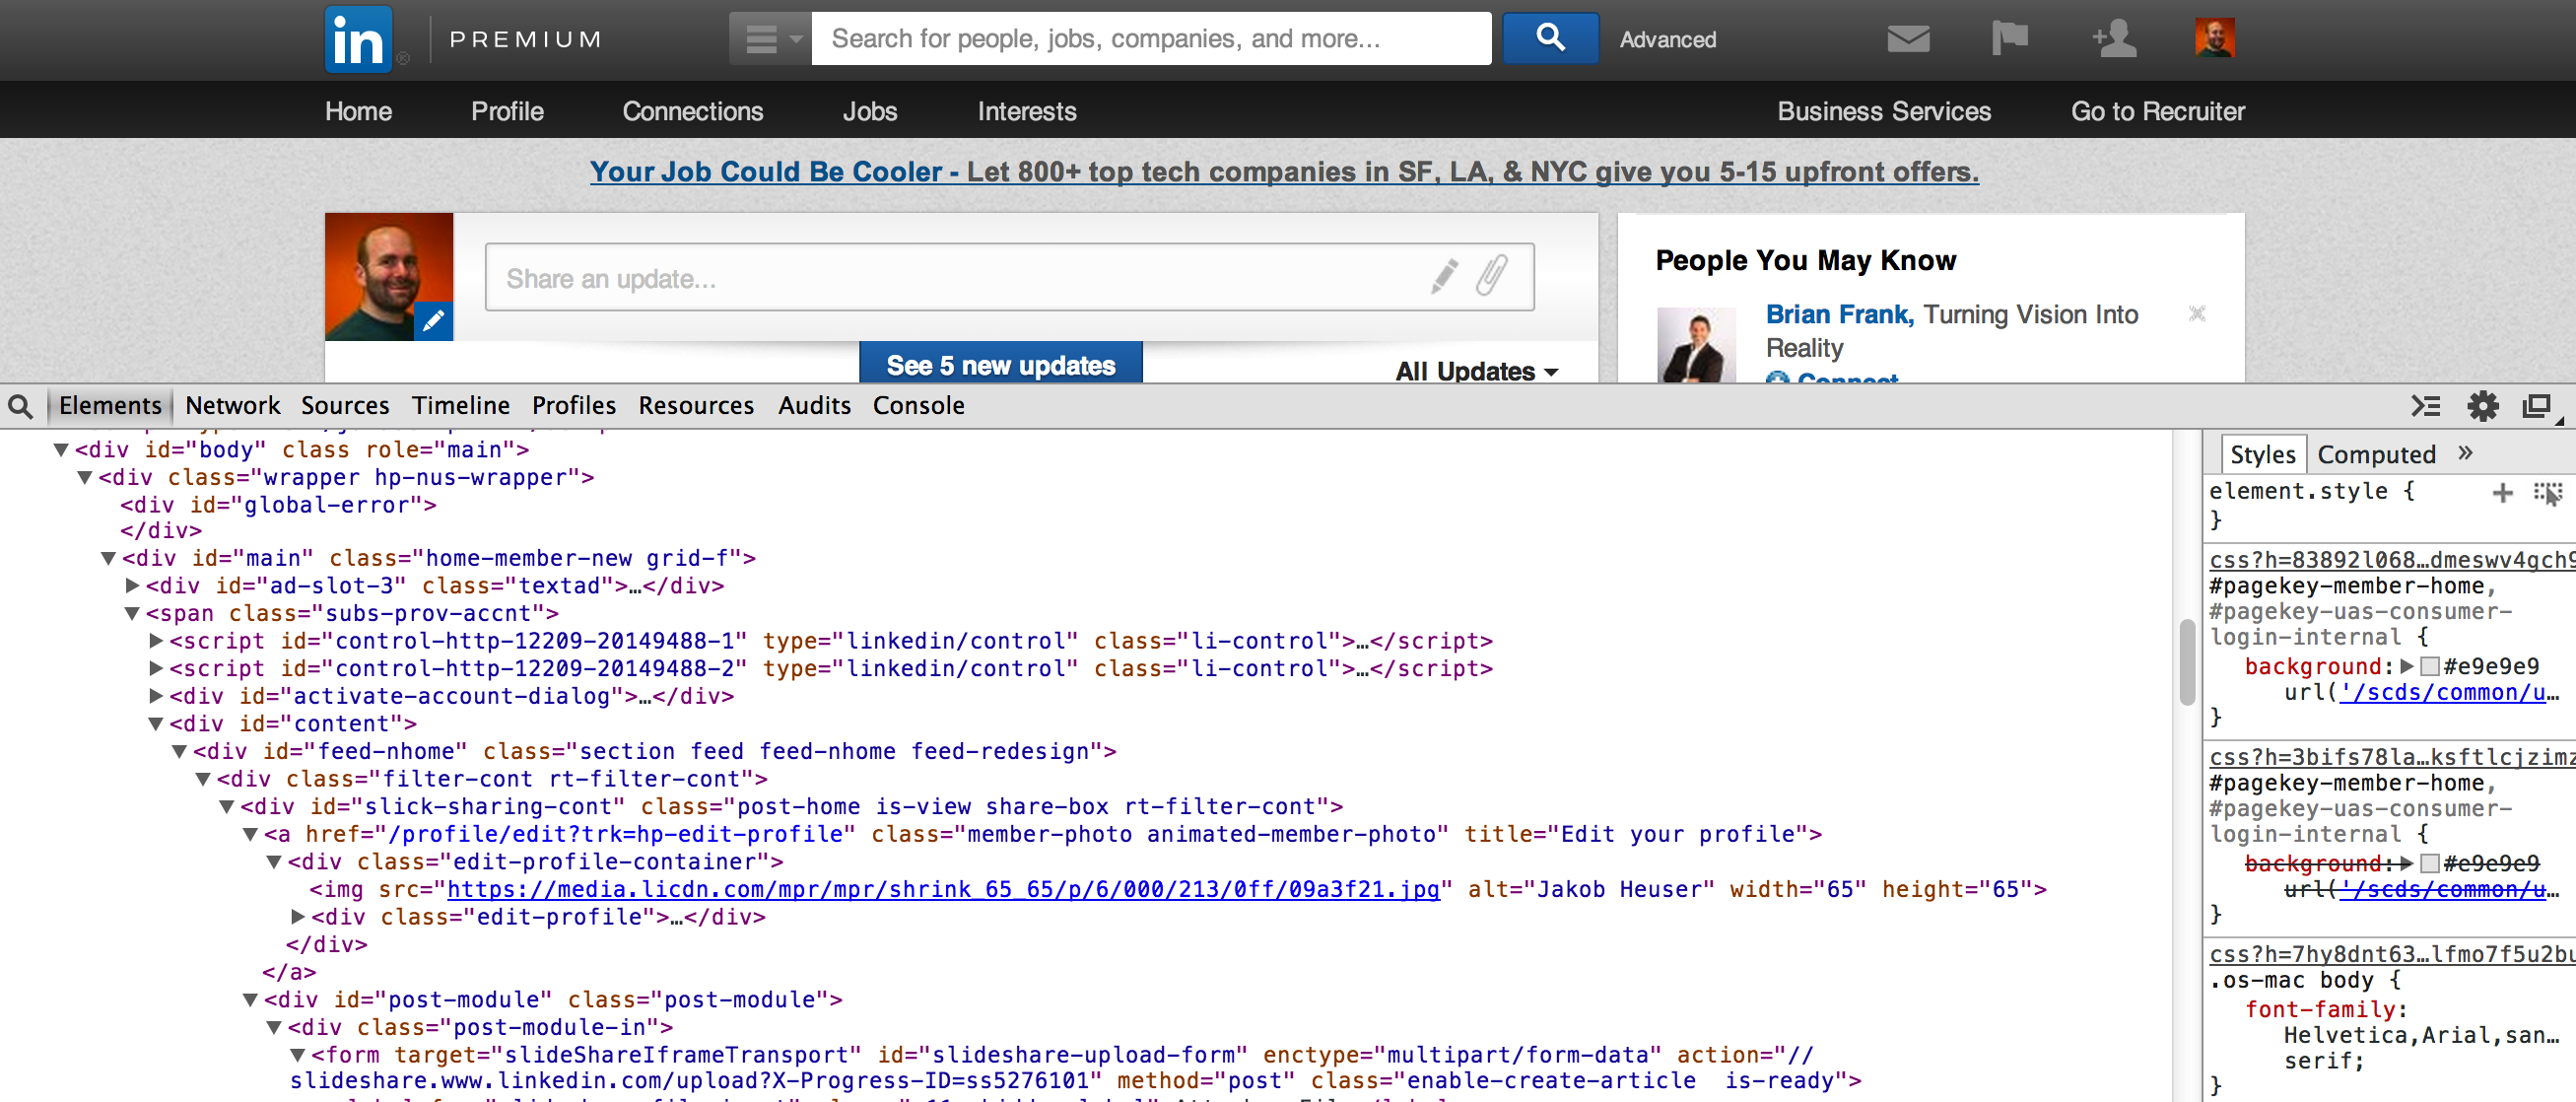 in ® PREMIUM Search for people, jobs, companies, and more... Advanced
Home Profile Connections Jobs Interests Business Services Go to Recruiter
Your Job Could Be Cooler - Let 800+ top tech companies in SF, LA, & NYC give you 5-15 upfront offers.
Share an update...
See 5 new updates
All Updates
People You May Know
Brian Frank, Turning Vision Into
Reality
Connect
Elements Network Sources Timeline Profiles Resources Audits Console
<div id="body" class role="main">
<div class="wrapper hp-nus-wrapper">
<div id="global-error">
</div>
<div id="main" class="home-member-new grid-f">
<div id="ad-slot-3" class="textad">…</div>
<span class="subs-prov-accnt">
<script id="control-http-12209-20149488-1" type="linkedin/control" class="li-control">…</script>
<script id="control-http-12209-20149488-2" type="linkedin/control" class="li-control">…</script>
<div id="activate-account-dialog">…</div>
<div id="content">
<div id="feed-nhome" class="section feed feed-nhome feed-redesign">
<div class="filter-cont rt-filter-cont">
<div id="slick-sharing-cont" class="post-home is-view share-box rt-filter-cont">
<a href="/profile/edit?trk=hp-edit-profile" class="member-photo animated-member-photo" title="Edit your profile">
<div class="edit-profile-container">
<img src="https://media.licdn.com/mpr/mpr/shrink_65_65/p/6/000/213/0ff/09a3f21.jpg" alt="Jakob Heuser" width="65" height="65">
<div class="edit-profile">…</div>
</div>
</a>
<div id="post-module" class="post-module">
<div class="post-module-in">
<form target="slideShareIframeTransport" id="slideshare-upload-form" enctype="multipart/form-data" action="//
slideshare.www.linkedin.com/upload?X-Progress-ID=ss5276101" method="post" class="enable-create-article  is-ready">
Styles Computed »
element.style {
}
css?h=83892l068…dmeswv4gch9
#pagekey-member-home,
#pagekey-uas-consumer-
login-internal {
background: #e9e9e9
url('/scds/common/u…
}
css?h=3bifs78la…ksftlcjzimz
#pagekey-member-home,
#pagekey-uas-consumer-
login-internal {
background: #e9e9e9
url('/scds/common/u…
}
css?h=7hy8dnt63…lfmo7f5u2bu
.os-mac body {
font-family:
Helvetica,Arial,san…
serif;
}